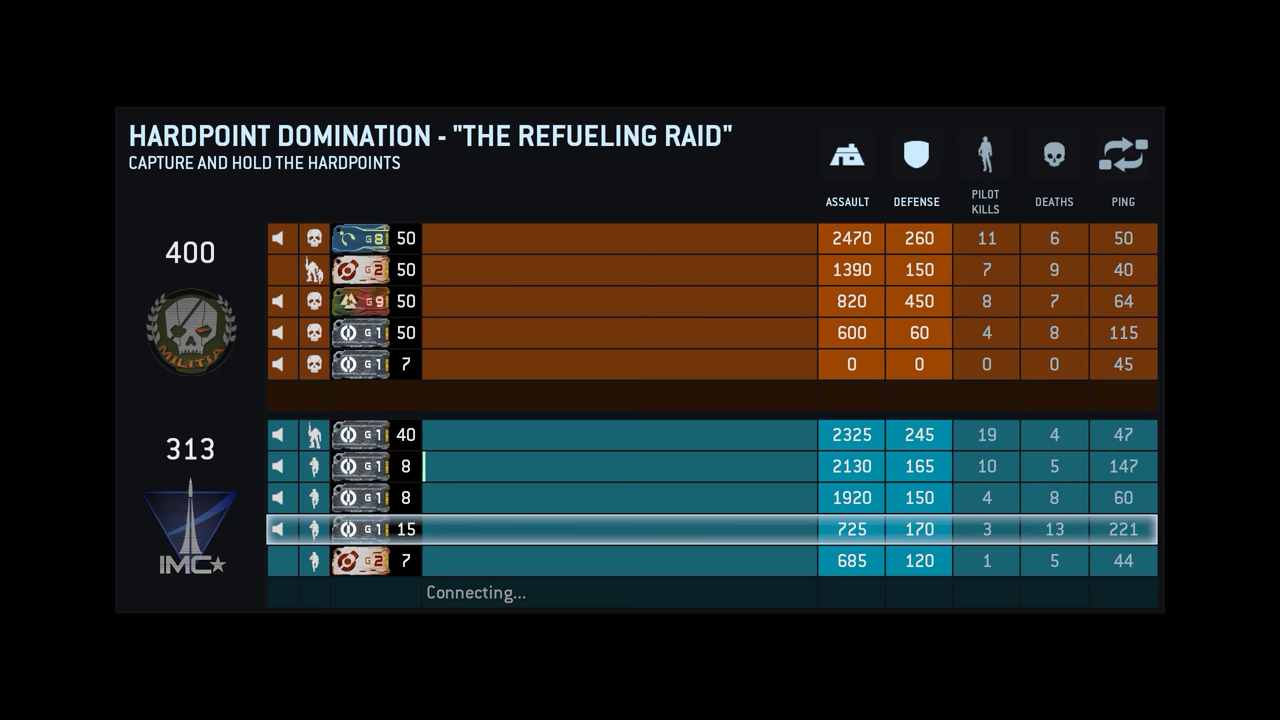 HARDPOINT DOMINATION - "THE REFUELING RAID"
CAPTURE AND HOLD THE HARDPOINTS
ASSAULT DEFENSE PILOT KILLS DEATHS PING
400
MILITIA
G8 50 2470 260 11 6 50
G2 50 1390 150 7 9 40
G9 50 820 450 8 7 64
G1 50 600 60 4 8 115
G1 7 0 0 0 0 45
313
IMC
G1 40 2325 245 19 4 47
G1 8 2130 165 10 5 147
G1 8 1920 150 4 8 60
G1 15 725 170 3 13 221
G2 7 685 120 1 5 44
Connecting...